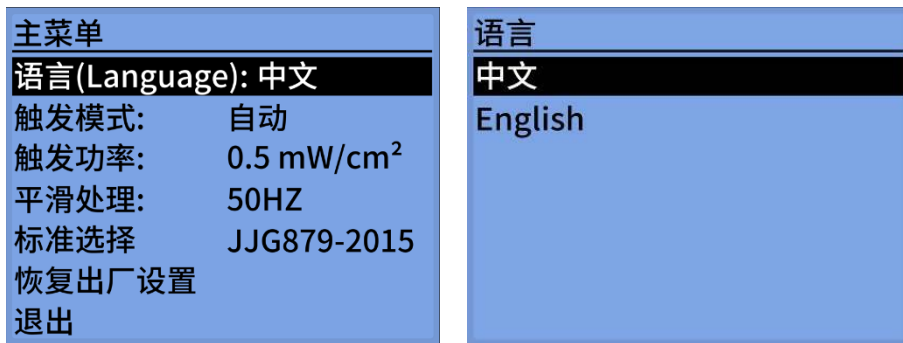 主菜单
语言(Language): 中文
触发模式: 自动
触发功率: 0.5 mW/cm²
平滑处理: 50HZ
标准选择 JJG879-2015
恢复出厂设置
退出
语言
中文
English